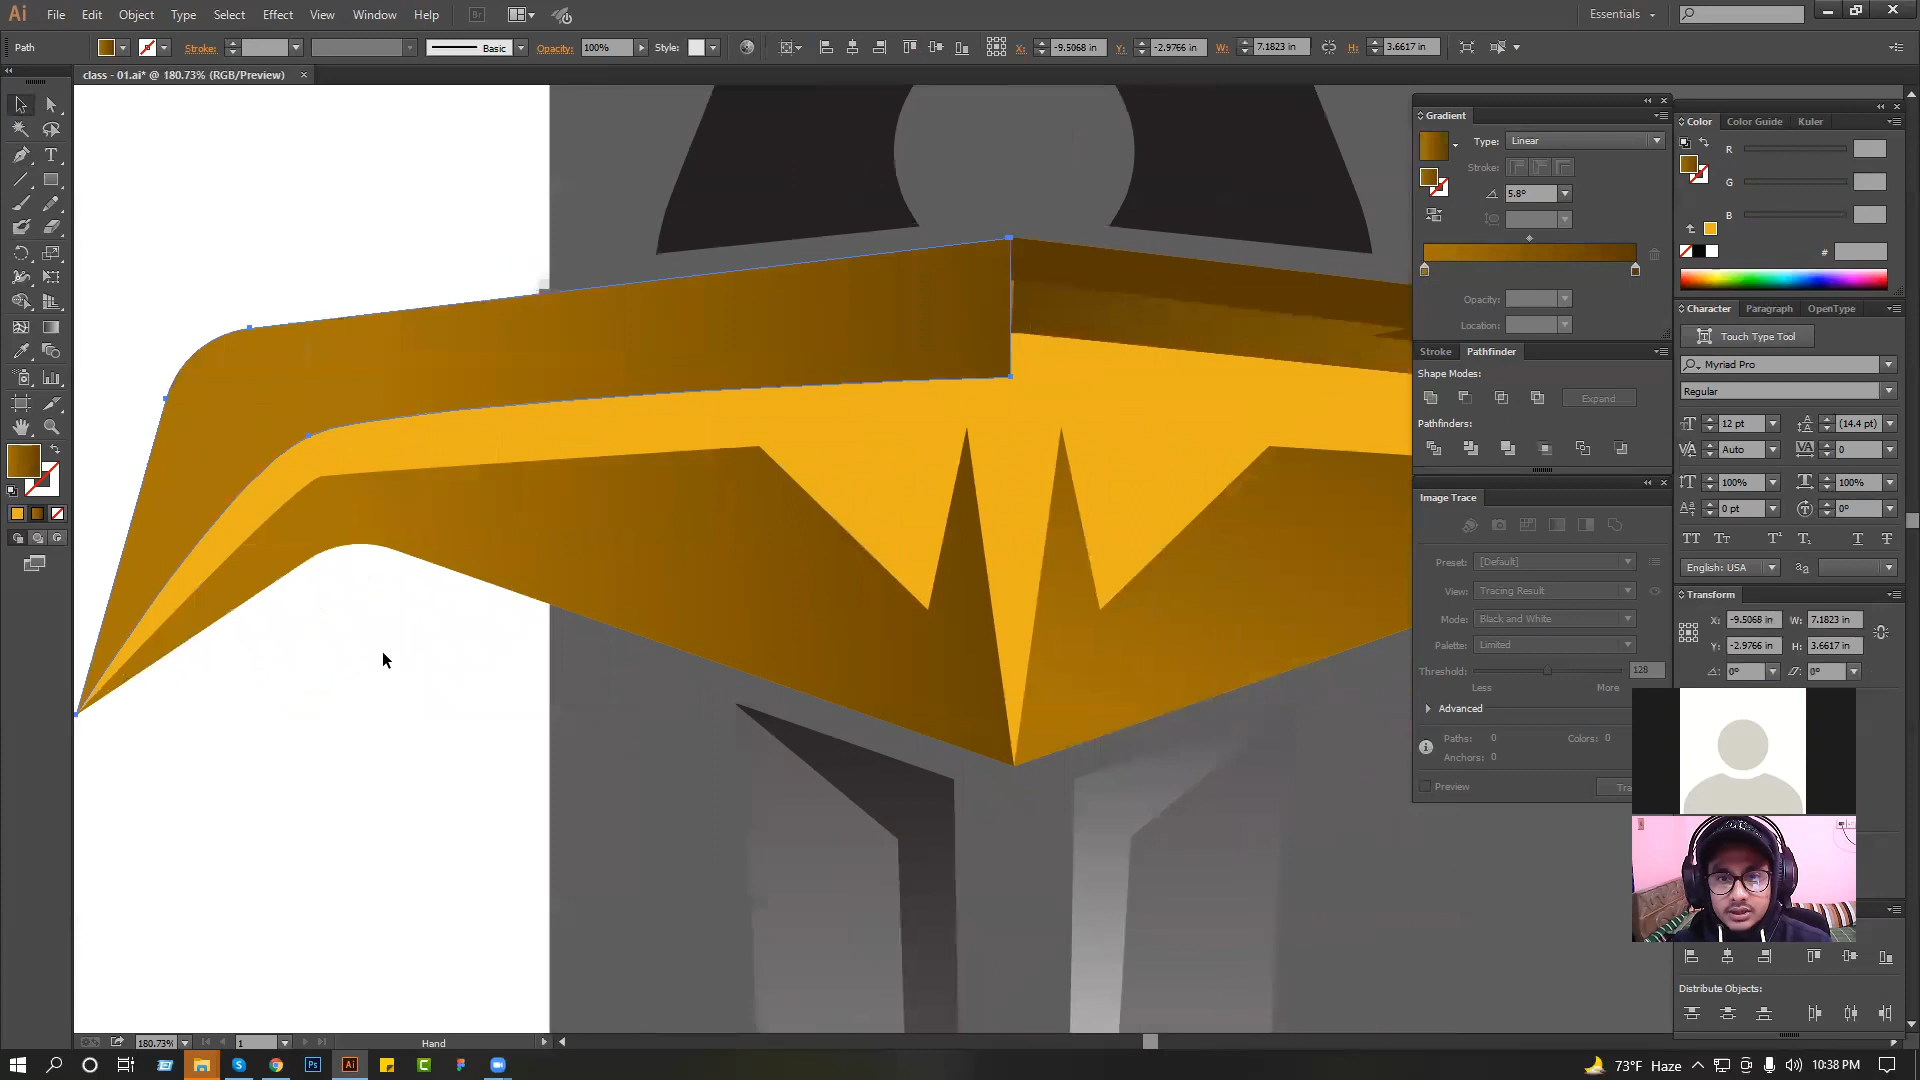 Ai File Edit Object Type Select Effect View Window Help Br Essentials
Path Stroke: Basic Opacity: 100% Style: X: -9.5068 in Y: -2.9766 in W: 7.1823 in H: 3.6617 in
class - 01.ai* @ 180.73% (RGB/Preview)
Gradient
Type: Linear
Stroke:
5.8°
Opacity:
Location:
Stroke Pathfinder
Shape Modes:
Expand
Pathfinders:
Image Trace
Preset: [Default]
View: Tracing Result
Mode: Black and White
Palette: Limited
Threshold: 128
Less More
Advanced
Paths: 0 Colors: 0
Anchors: 0
Preview
Color Color Guide Kuler
R
G
B
#
Character Paragraph OpenType
Touch Type Tool
Myriad Pro
Regular
12 pt (14.4 pt)
Auto 0
100% 100%
0 pt 0°
English: USA
Transform
X: -9.5068 in W: 7.1823 in
Y: -2.9766 in H: 3.6617 in
0° 0°
Distribute Objects:
180.73% 1 Hand
73°F Haze 10:38 PM